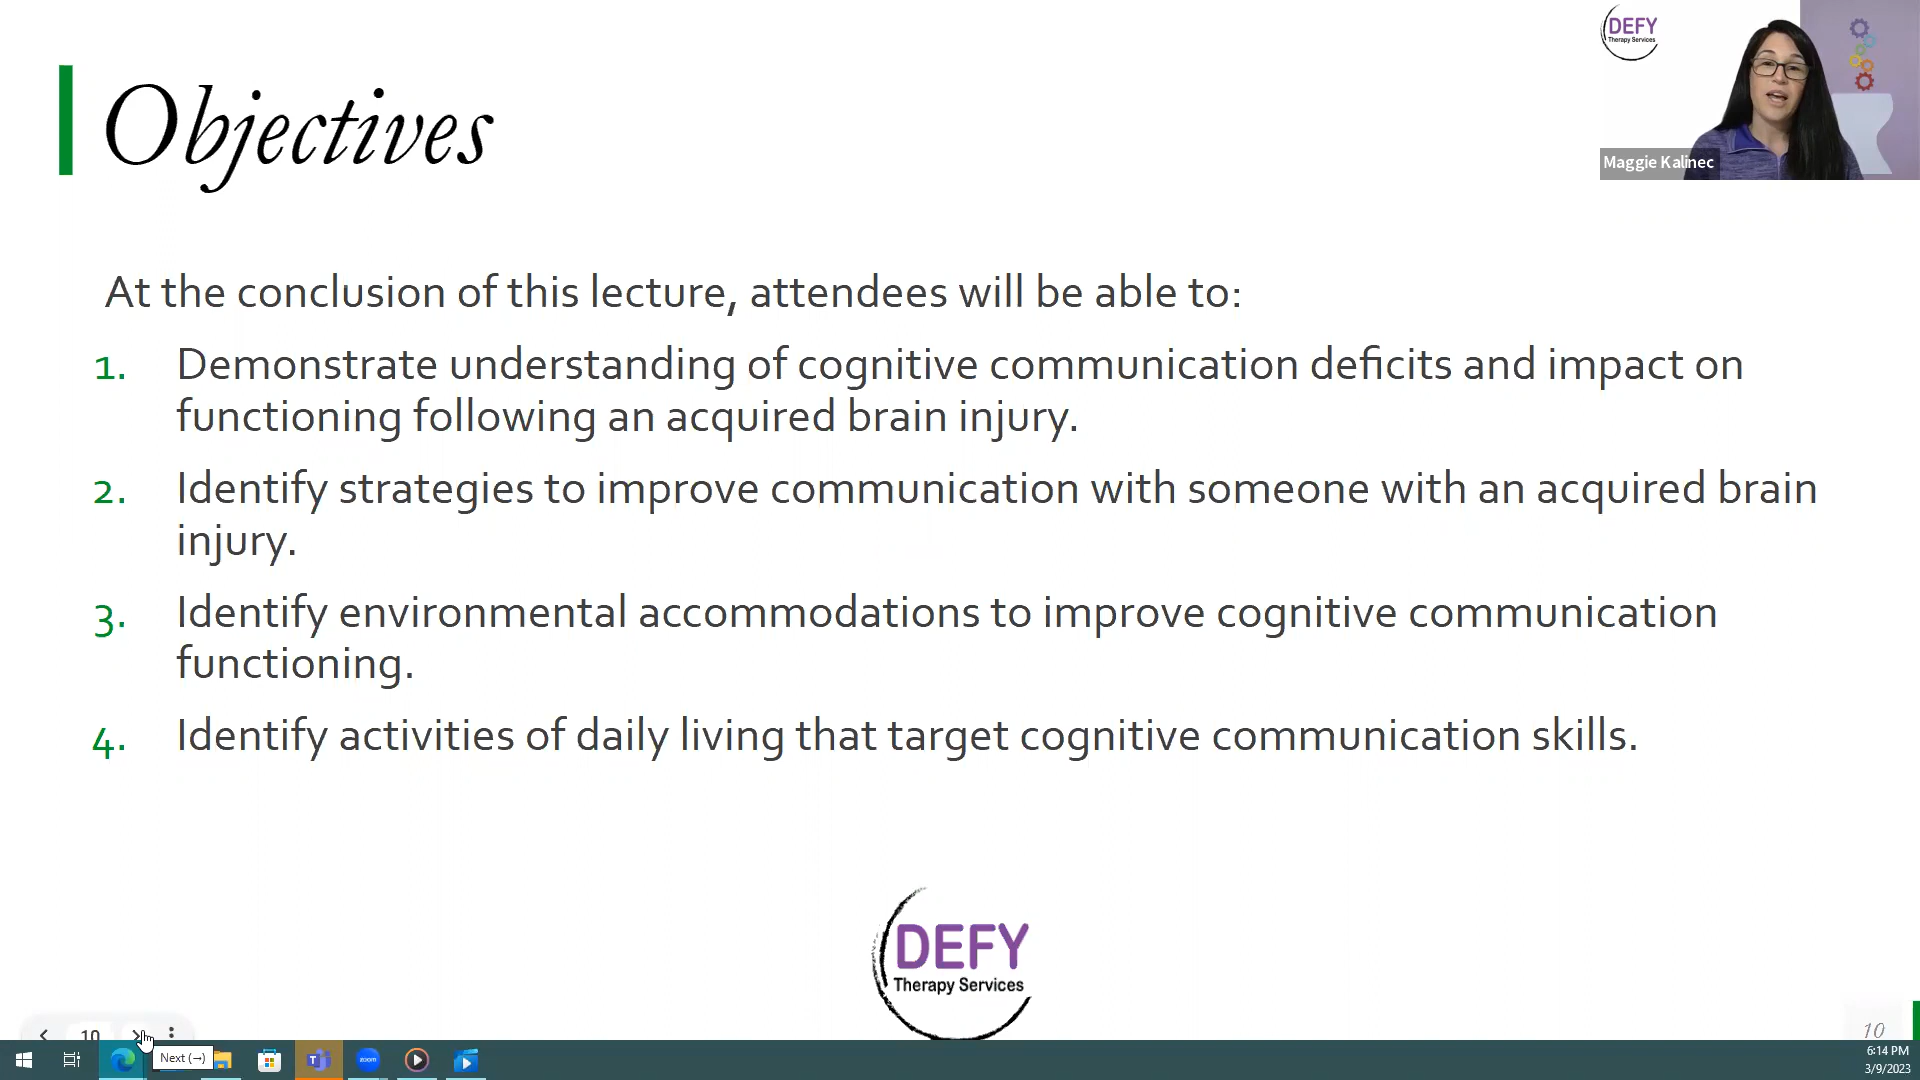 DEFY
Therapy Services
Maggie Kalinec
Objectives
At the conclusion of this lecture, attendees will be able to:
1. Demonstrate understanding of cognitive communication deficits and impact on
functioning following an acquired brain injury.
2. Identify strategies to improve communication with someone with an acquired brain
injury.
3. Identify environmental accommodations to improve cognitive communication
functioning.
4. Identify activities of daily living that target cognitive communication skills.
DEFY
Therapy Services
10
10
Next (→)
zoom
6:14 PM
3/9/2023